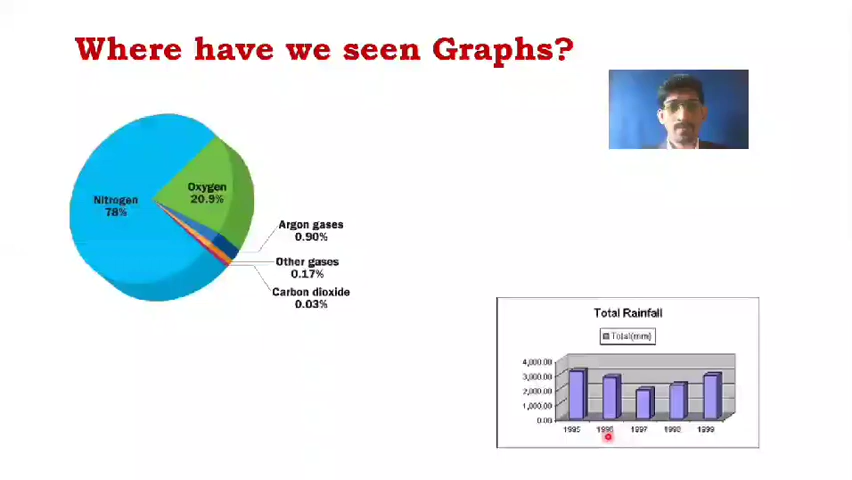 Where have we seen Graphs?
Nitrogen
78%
Oxygen
20.9%
Argon gases
0.90%
Other gases
0.17%
Carbon dioxide
0.03%
Total Rainfall
Total(mm)
4,000.00
3,000.00
2,000.00
1,000.00
0.00
1995 1996 1997 1998 1999